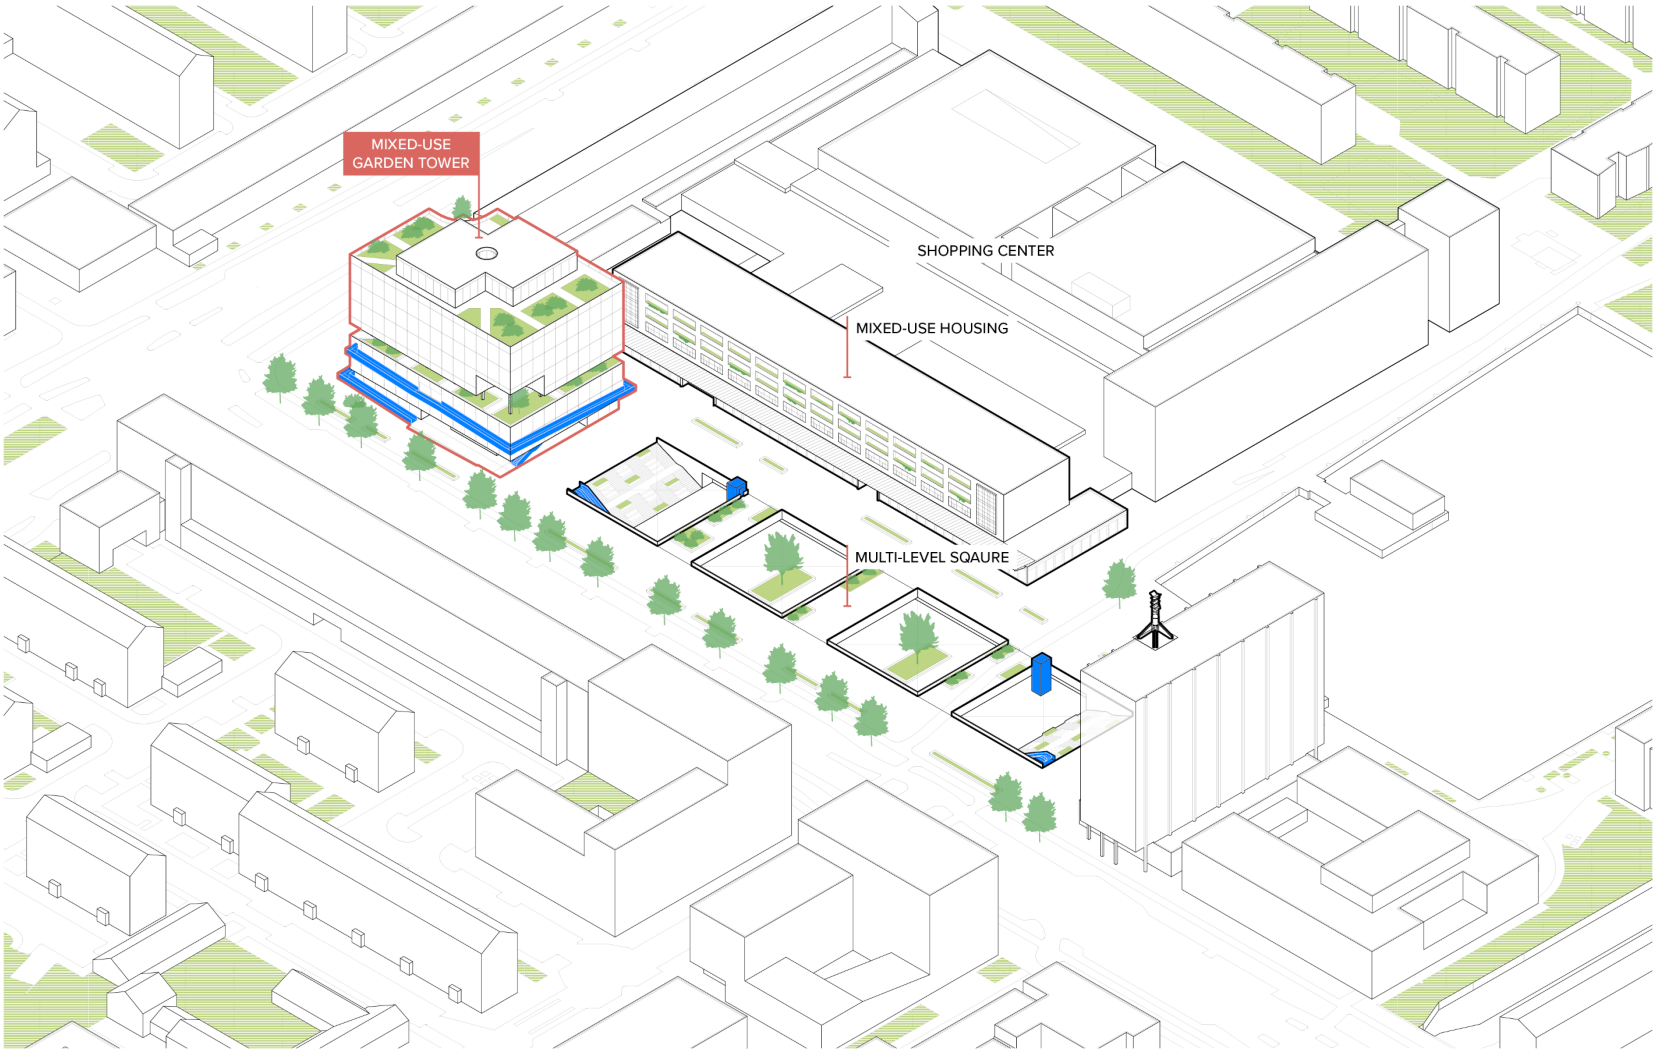 MIXED-USE
GARDEN TOWER
SHOPPING CENTER
MIXED-USE HOUSING
MULTI-LEVEL SQAURE